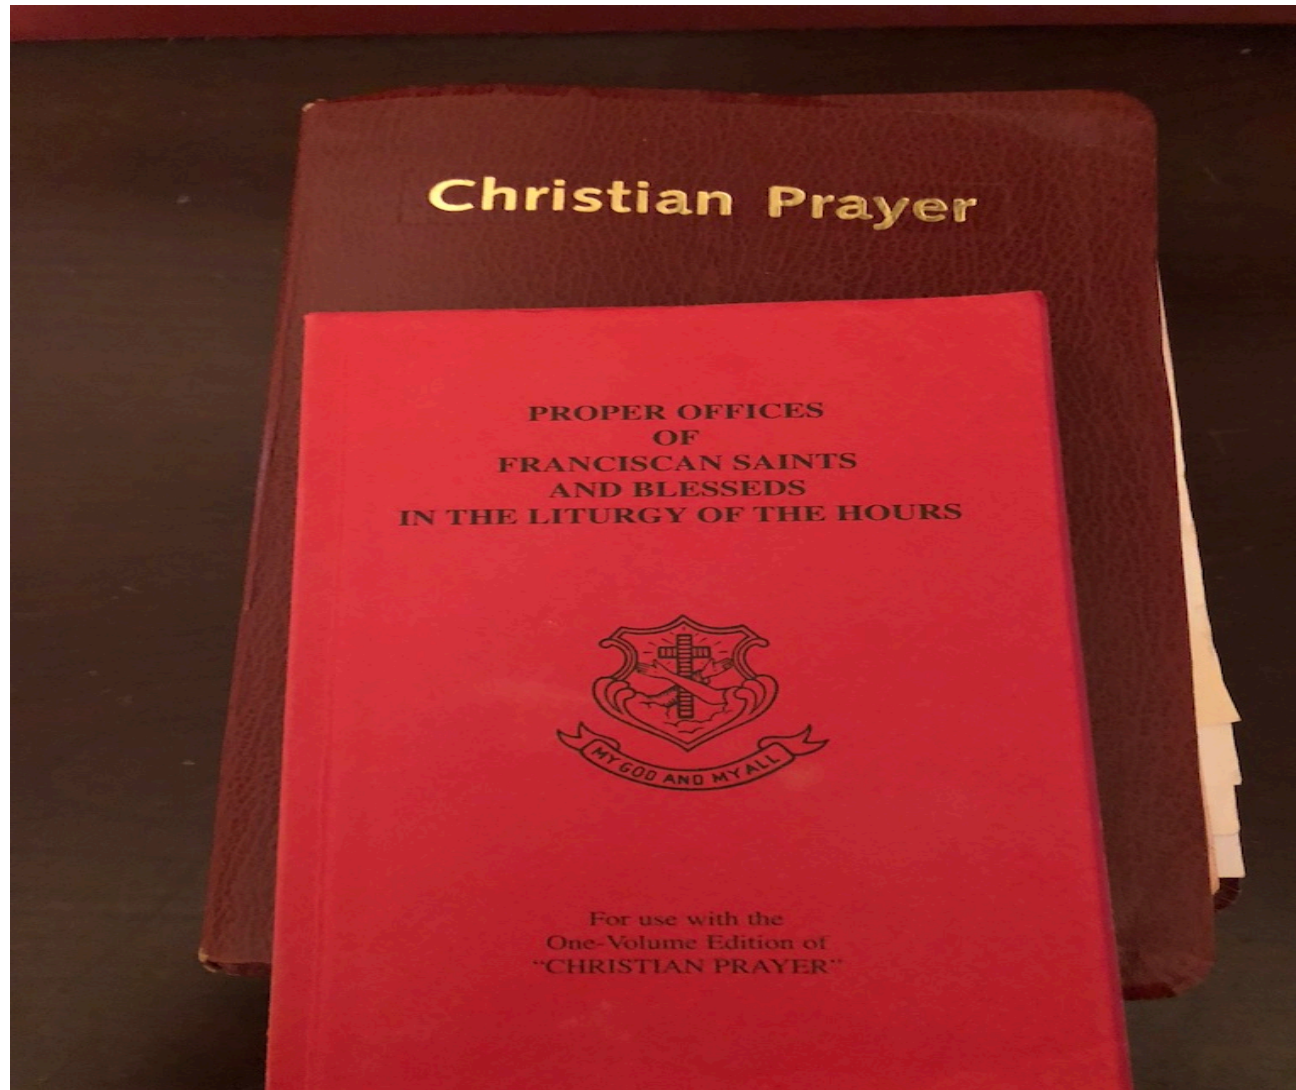 Christian Prayer
PROPER OFFICES
OF
FRANCISCAN SAINTS
AND BLESSEDS
IN THE LITURGY OF THE HOURS
MY GOD AND MY ALL
For use with the
One-Volume Edition of
“CHRISTIAN PRAYER”